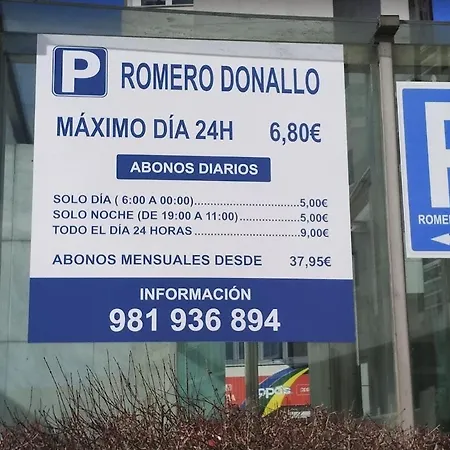 P ROMERO DONALLO
MÁXIMO DÍA 24H 6,80€
ABONOS DIARIOS
SOLO DÍA ( 6:00 A 00:00)........................5,00€
SOLO NOCHE (DE 19:00 A 11:00)..............5,00€
TODO EL DÍA 24 HORAS........................9,00€
ABONOS MENSUALES DESDE 37,95€
INFORMACIÓN
981 936 894